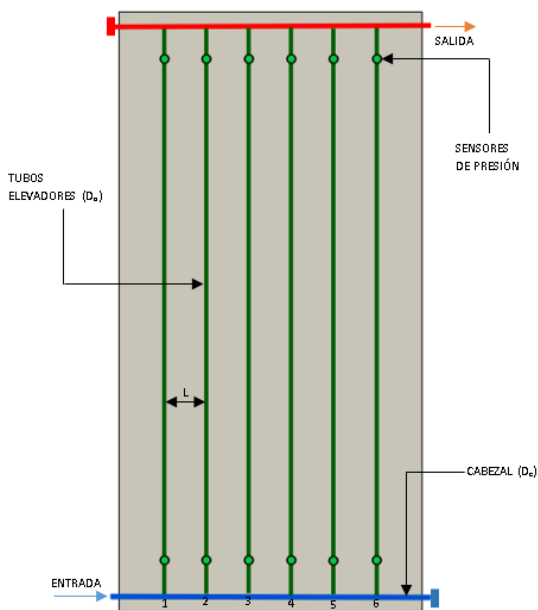 SALIDA
SENSORES
DE PRESIÓN
TUBOS
ELEVADORES (Dₑ)
L
CABEZAL (D꜀)
ENTRADA
1 2 3 4 5 6